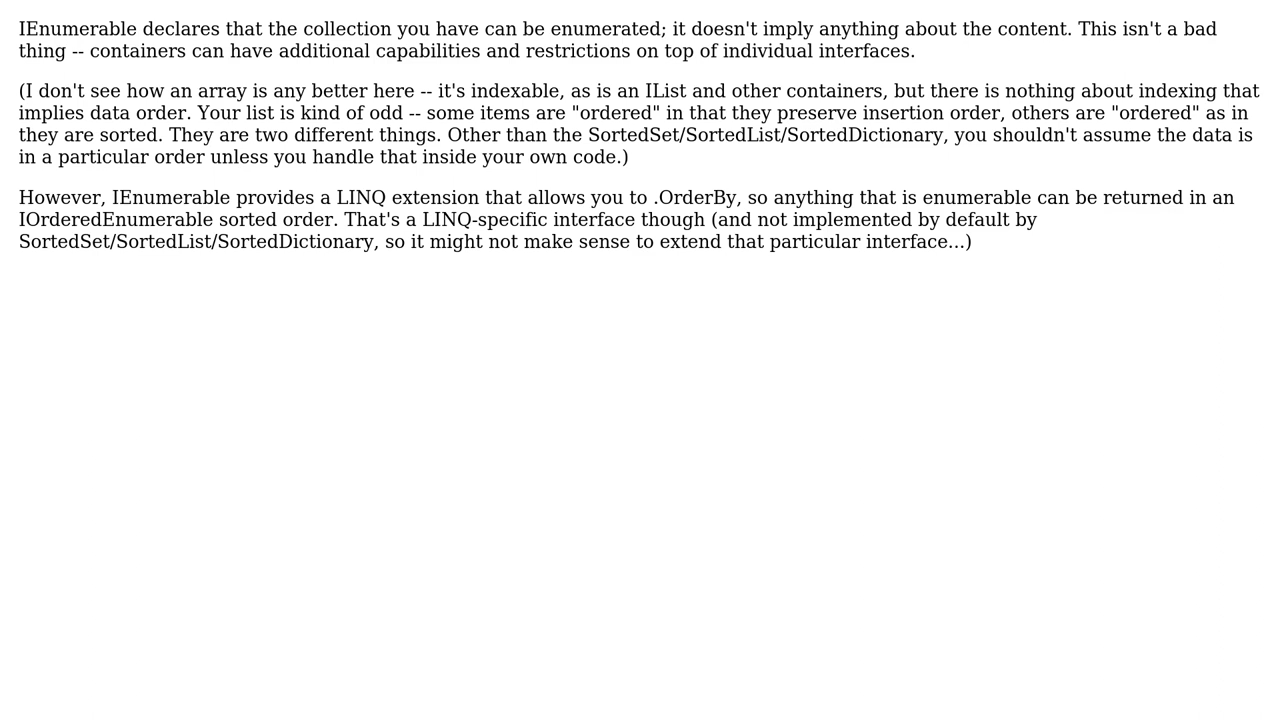 IEnumerable declares that the collection you have can be enumerated; it doesn't imply anything about the content. This isn't a bad
thing -- containers can have additional capabilities and restrictions on top of individual interfaces.
(I don't see how an array is any better here -- it's indexable, as is an IList and other containers, but there is nothing about indexing that
implies data order. Your list is kind of odd -- some items are "ordered" in that they preserve insertion order, others are "ordered" as in
they are sorted. They are two different things. Other than the SortedSet/SortedList/SortedDictionary, you shouldn't assume the data is
in a particular order unless you handle that inside your own code.)
However, IEnumerable provides a LINQ extension that allows you to .OrderBy, so anything that is enumerable can be returned in an
IOrderedEnumerable sorted order. That's a LINQ-specific interface though (and not implemented by default by
SortedSet/SortedList/SortedDictionary, so it might not make sense to extend that particular interface...)